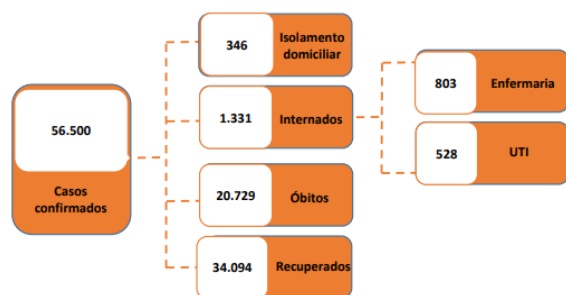 56.500
Casos
confirmados
346
Isolamento
domiciliar
1.331
Internados
20.729
Óbitos
34.094
Recuperados
803
Enfermaria
528
UTI